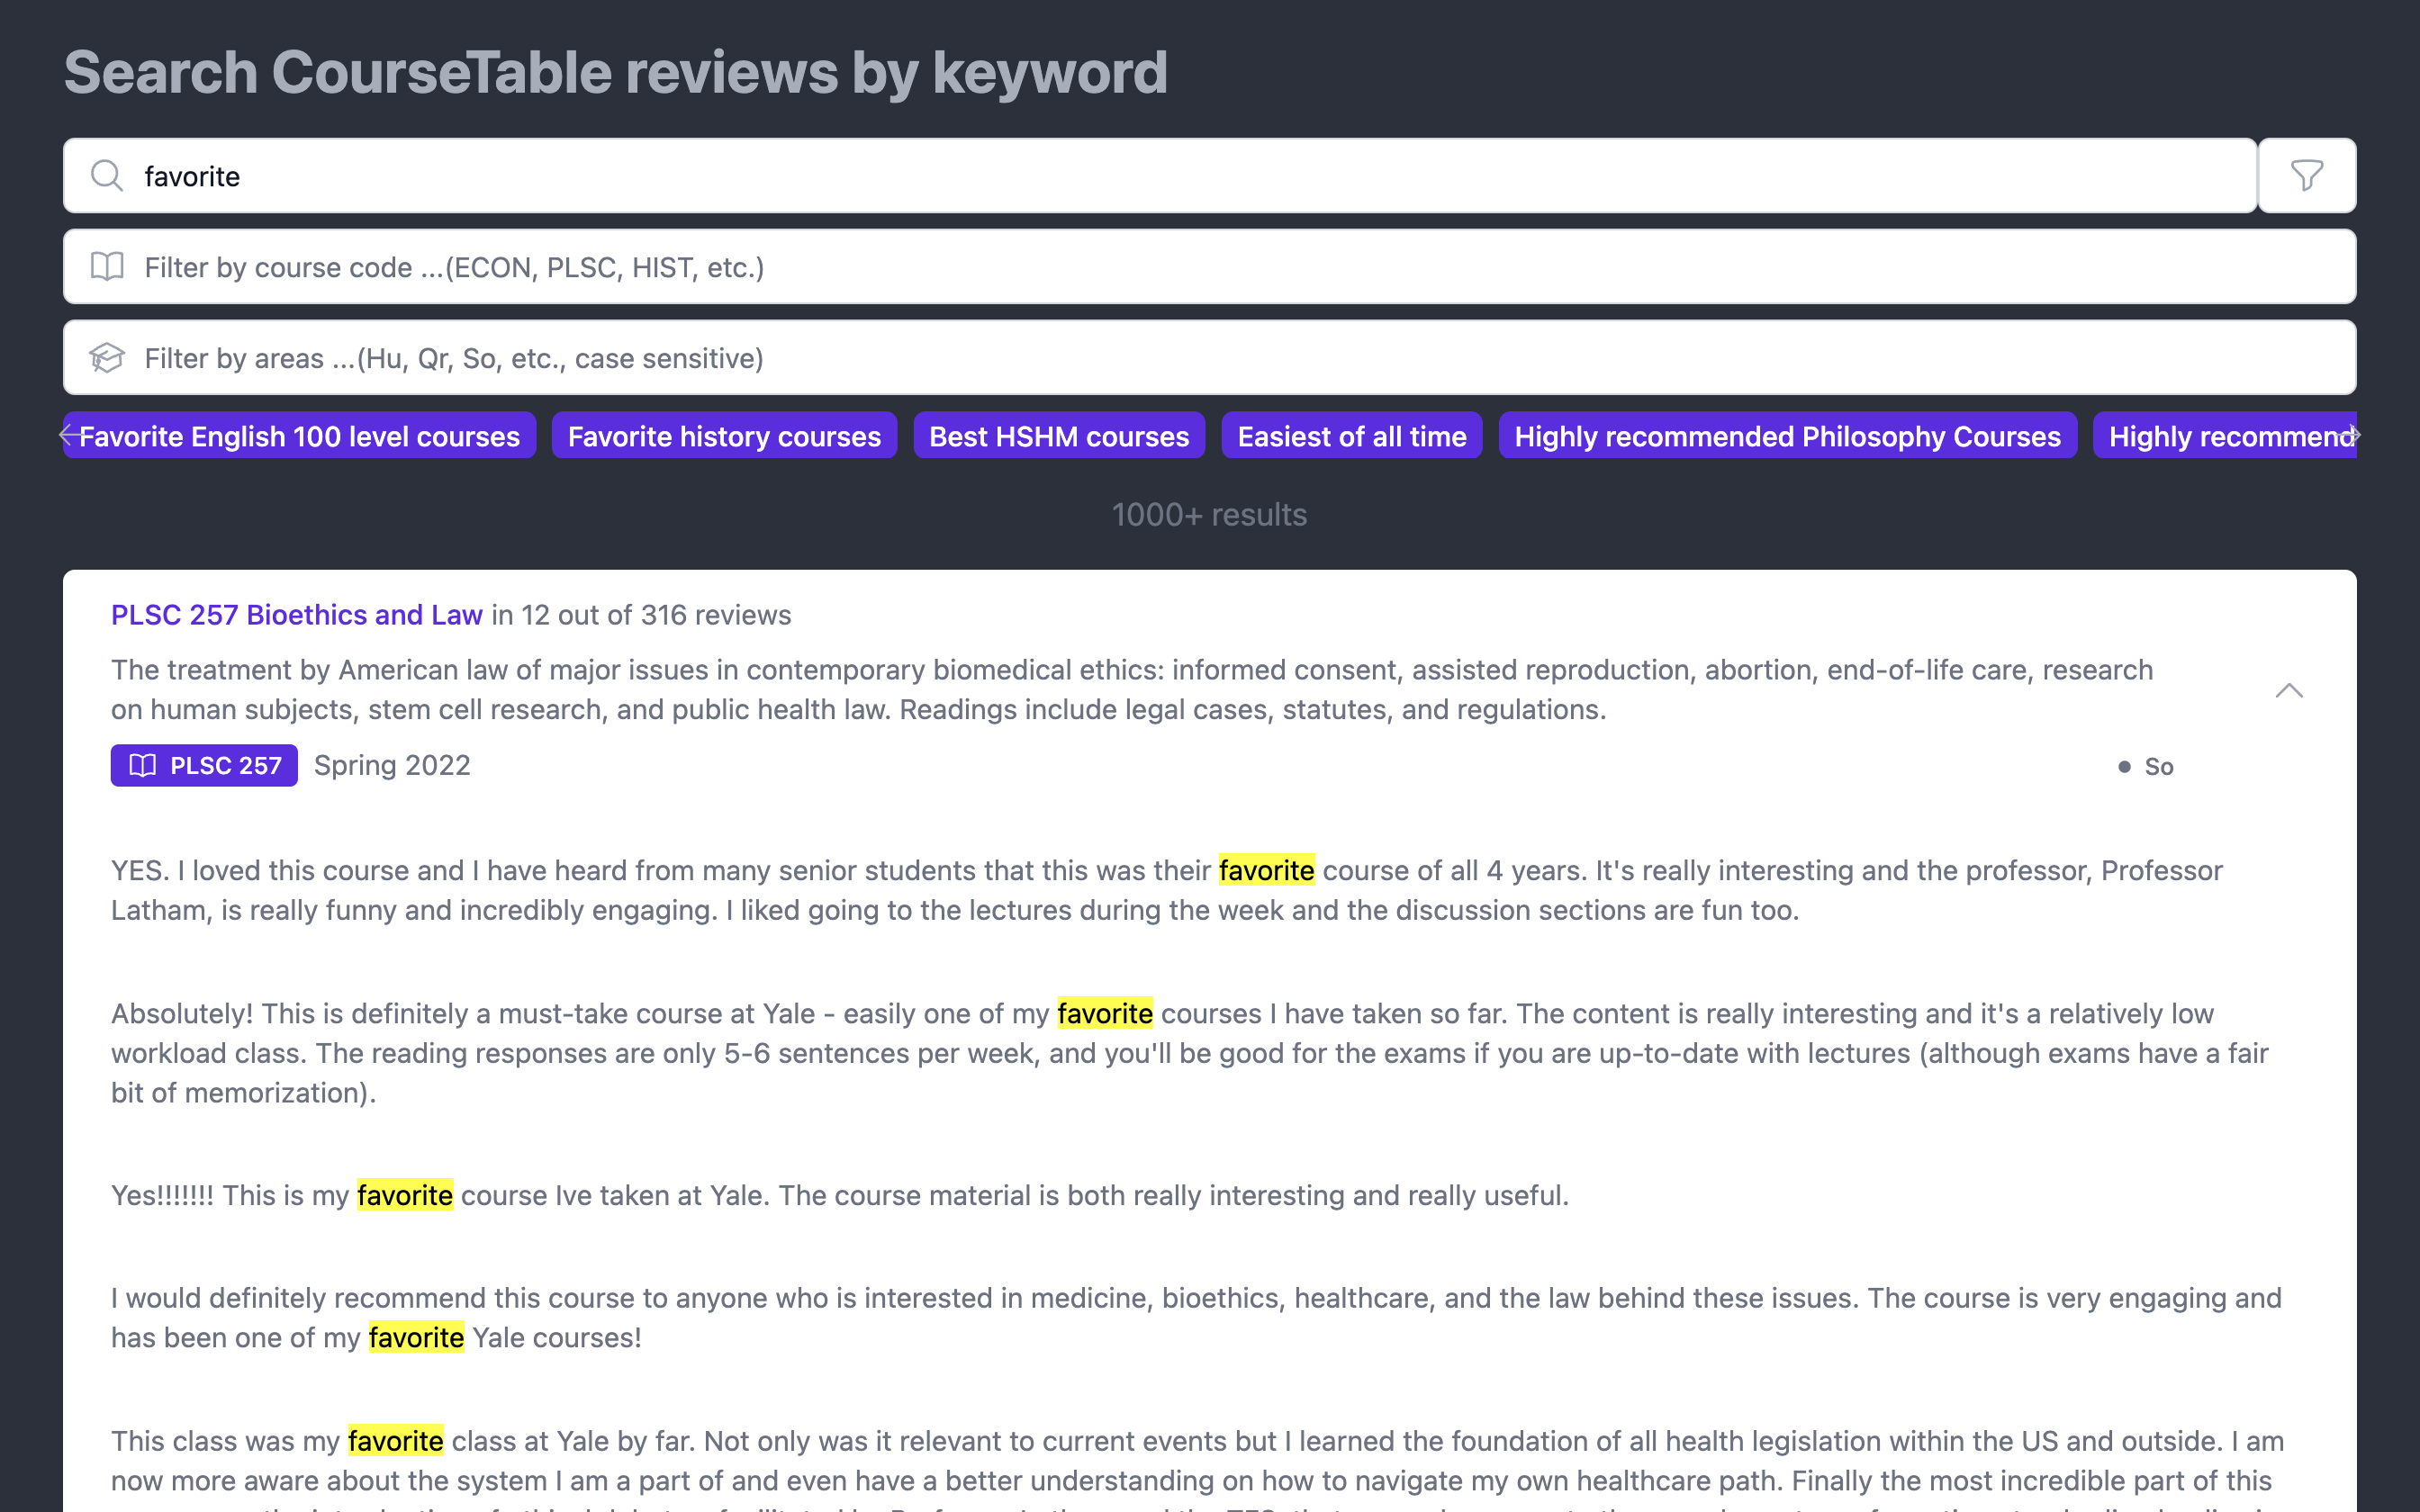 Search CourseTable reviews by keyword
favorite
Filter by course code ...(ECON, PLSC, HIST, etc.)
Filter by areas ...(Hu, Qr, So, etc., case sensitive)
Favorite English 100 level courses Favorite history courses Best HSHM courses Easiest of all time Highly recommended Philosophy Courses Highly recommend
1000+ results
PLSC 257 Bioethics and Law in 12 out of 316 reviews
The treatment by American law of major issues in contemporary biomedical ethics: informed consent, assisted reproduction, abortion, end-of-life care, research
on human subjects, stem cell research, and public health law. Readings include legal cases, statutes, and regulations.
PLSC 257 Spring 2022 So
YES. I loved this course and I have heard from many senior students that this was their favorite course of all 4 years. It's really interesting and the professor, Professor
Latham, is really funny and incredibly engaging. I liked going to the lectures during the week and the discussion sections are fun too.
Absolutely! This is definitely a must-take course at Yale - easily one of my favorite courses I have taken so far. The content is really interesting and it's a relatively low
workload class. The reading responses are only 5-6 sentences per week, and you'll be good for the exams if you are up-to-date with lectures (although exams have a fair
bit of memorization).
Yes!!!!!!! This is my favorite course Ive taken at Yale. The course material is both really interesting and really useful.
I would definitely recommend this course to anyone who is interested in medicine, bioethics, healthcare, and the law behind these issues. The course is very engaging and
has been one of my favorite Yale courses!
This class was my favorite class at Yale by far. Not only was it relevant to current events but I learned the foundation of all health legislation within the US and outside. I am
now more aware about the system I am a part of and even have a better understanding on how to navigate my own healthcare path. Finally the most incredible part of this